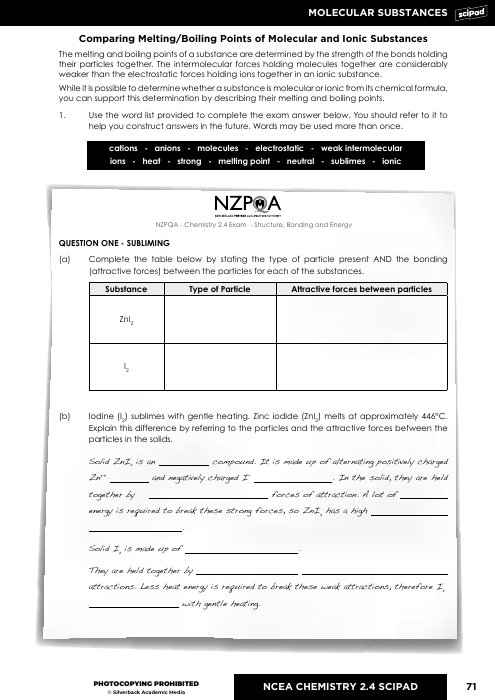 MOLECULAR SUBSTANCES
scipad
Comparing Melting/Boiling Points of Molecular and Ionic Substances
The melting and boiling points of a substance are determined by the strength of the bonds holding
their particles together. The intermolecular forces holding molecules together are considerably
weaker than the electrostatic forces holding ions together in an ionic substance.
While it is possible to determine whether a substance is molecular or ionic from its chemical formula,
you can support this determination by describing their melting and boiling points.
1. Use the word list provided to complete the exam answer below. You should refer to it to
help you construct answers in the future. Words may be used more than once.
cations - anions - molecules - electrostatic - weak intermolecular
ions - heat - strong - melting point - neutral - sublimes - ionic
NZPQA
NZPQA - Chemistry 2.4 Exam - Structure, Bonding and Energy
QUESTION ONE - SUBLIMING
(a) Complete the table below by stating the type of particle present AND the bonding
(attractive forces) between the particles for each of the substances.
Substance Type of Particle Attractive forces between particles
ZnI₂
I₂
(b) Iodine (I₂) sublimes with gentle heating. Zinc iodide (ZnI₂) melts at approximately 446°C.
Explain this difference by referring to the particles and the attractive forces between the
particles in the solids.
Solid ZnI₂ is an __________ compound. It is made up of alternating positively charged
Zn²⁺ ________ and negatively charged I⁻ ________________. In the solid, they are held
together by ________________________ forces of attraction. A lot of __________
energy is required to break these strong forces, so ZnI₂ has a high ________________
____________________.
Solid I₂ is made up of ________________________.
They are held together by ____________________ ______________________________
attractions. Less heat energy is required to break these weak attractions, therefore I₂
__________________ with gentle heating.
PHOTOCOPYING PROHIBITED
© Silverback Academic Media
NCEA CHEMISTRY 2.4 SCIPAD
71